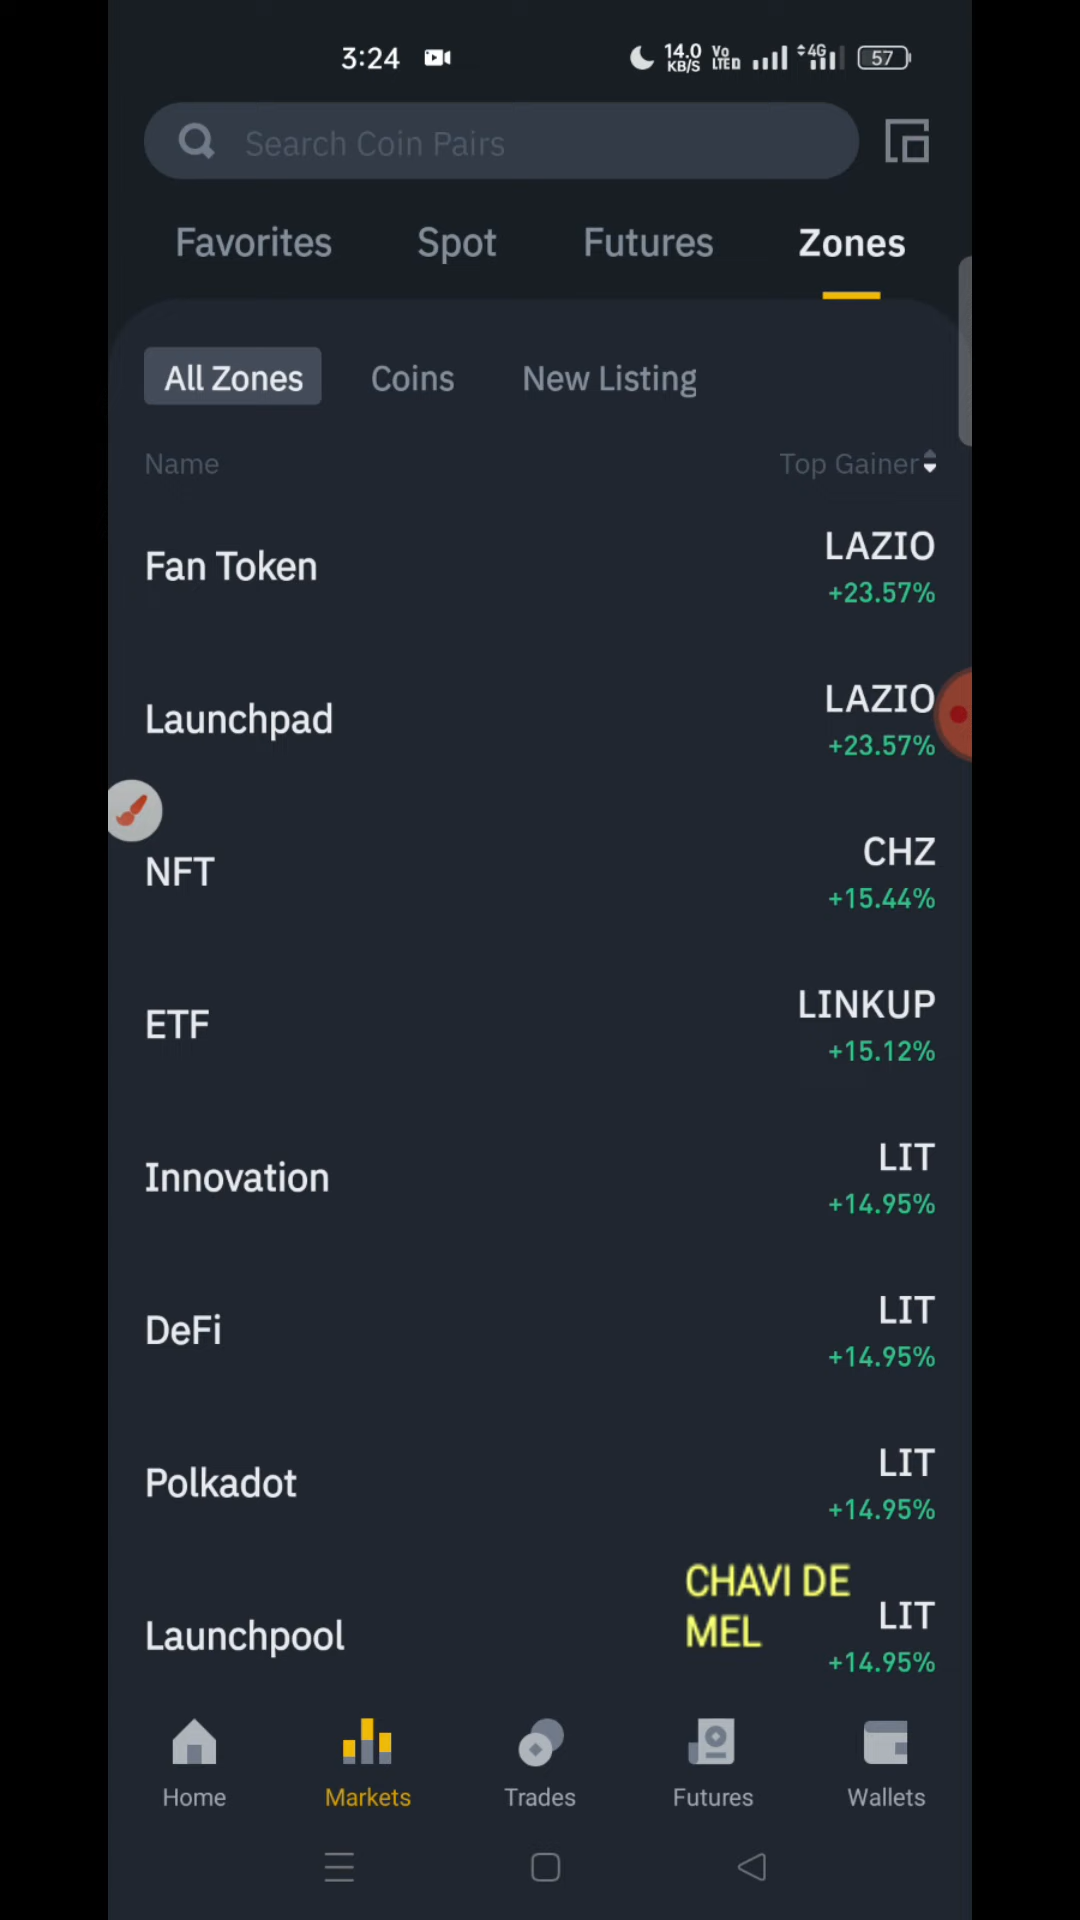 3:24 14.0 KB/S Vo LTED 4G 57
Search Coin Pairs
Favorites Spot Futures Zones
All Zones Coins New Listing
Name Top Gainer
Fan Token LAZIO
+23.57%
Launchpad LAZIO
+23.57%
NFT CHZ
+15.44%
ETF LINKUP
+15.12%
Innovation LIT
+14.95%
DeFi LIT
+14.95%
Polkadot LIT
+14.95%
CHAVI DE
MEL
Launchpool LIT
+14.95%
Home Markets Trades Futures Wallets